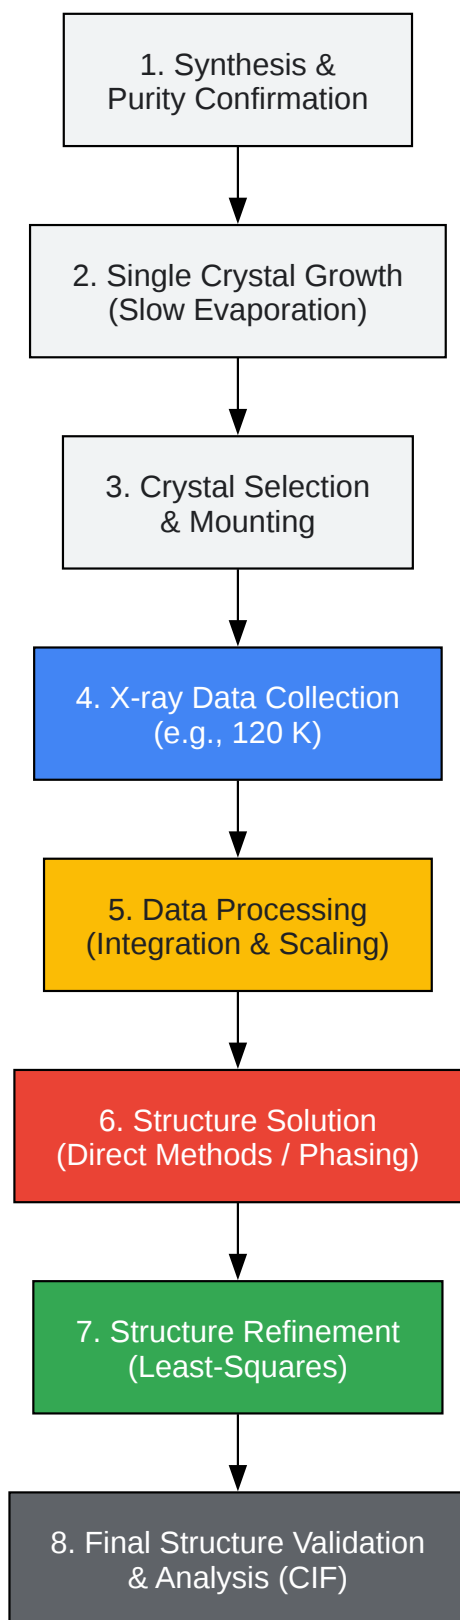 1. Synthesis &
Purity Confirmation
2. Single Crystal Growth
(Slow Evaporation)
3. Crystal Selection
& Mounting
4. X-ray Data Collection
(e.g., 120 K)
5. Data Processing
(Integration & Scaling)
6. Structure Solution
(Direct Methods / Phasing)
7. Structure Refinement
(Least-Squares)
8. Final Structure Validation
& Analysis (CIF)